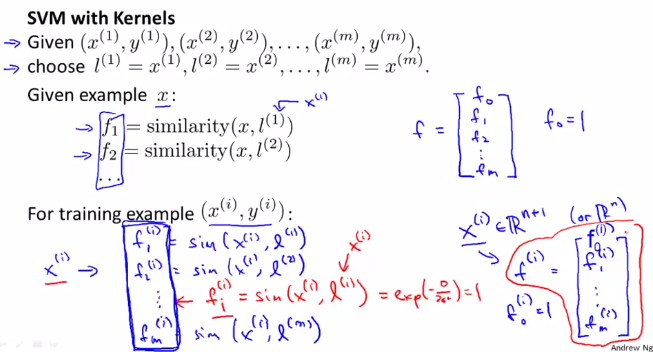 SVM with Kernels
→ Given (x⁽¹⁾, y⁽¹⁾), (x⁽²⁾, y⁽²⁾), . . . , (x⁽ᵐ⁾, y⁽ᵐ⁾),
→ choose l⁽¹⁾ = x⁽¹⁾, l⁽²⁾ = x⁽²⁾, . . . , l⁽ᵐ⁾ = x⁽ᵐ⁾.
Given example x:
x⁽ⁱ⁾
→ f₁ = similarity(x, l⁽¹⁾)
→ f₂ = similarity(x, l⁽²⁾)
. . .
f = [ f₀ f₁ f₂ ⋮ fₘ ] f₀ = 1
For training example (x⁽ⁱ⁾, y⁽ⁱ⁾):
x⁽ⁱ⁾ →
f₁⁽ⁱ⁾ = sim (x⁽ⁱ⁾, l⁽¹⁾)
f₂⁽ⁱ⁾ = sim (x⁽ⁱ⁾, l⁽²⁾)
x⁽ⁱ⁾
⋮ ← fᵢ⁽ⁱ⁾ = sim (x⁽ⁱ⁾, l⁽ⁱ⁾) = exp(-0/2σ²) = 1
fₘ⁽ⁱ⁾ sim (x⁽ⁱ⁾, l⁽ᵐ⁾)
x⁽ⁱ⁾ ∈ ℝⁿ⁺¹ (or ℝⁿ)
f⁽ⁱ⁾ = [ f₀⁽ⁱ⁾ f₁⁽ⁱ⁾ ⋮ fₘ⁽ⁱ⁾ ]
f₀⁽ⁱ⁾ = 1
Andrew Ng